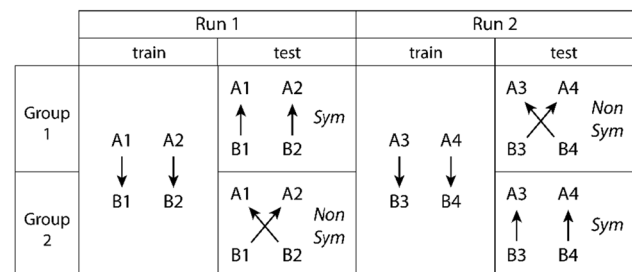 Run 1 Run 2
train test train test
Group 1
A1 A2
B1 B2
A1 A2
Sym
B1 B2
A3 A4
B3 B4
A3 A4
Non
Sym
B3 B4
Group 2
A1 A2
Non
Sym
B1 B2
A3 A4
Sym
B3 B4